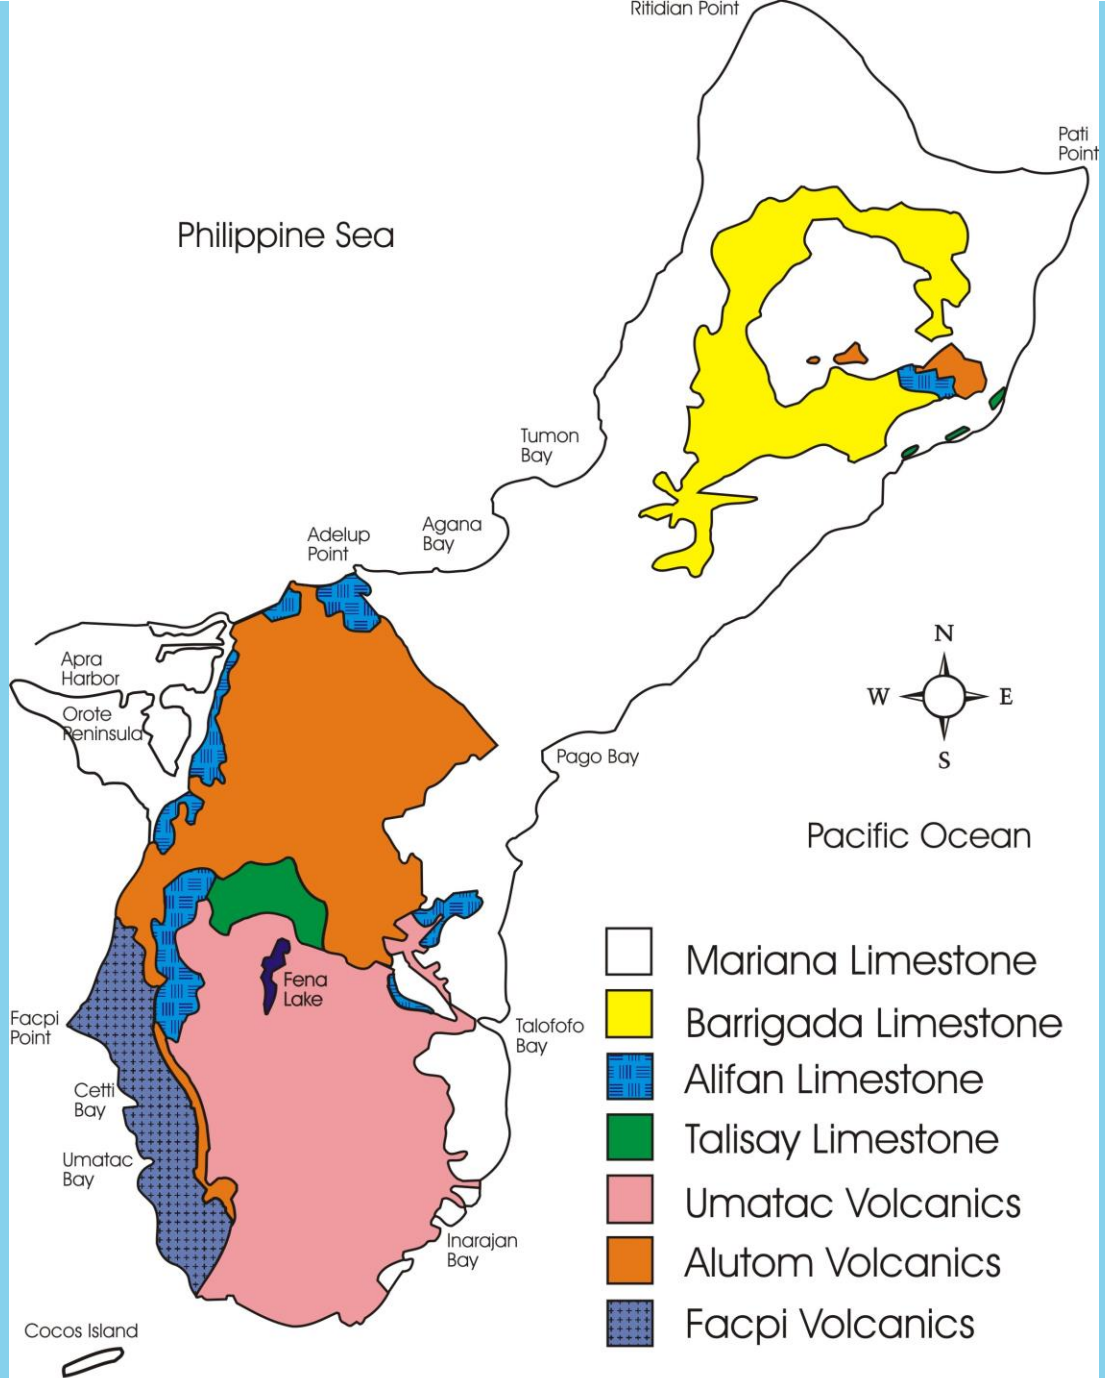 Ritidian Point
Pati
Point
Philippine Sea
Tumon
Bay
Agana
Bay
Adelup
Point
Apra
Harbor
Orote
Peninsula
N
W
E
S
Pago Bay
Pacific Ocean
Fena
Lake
Facpi
Point
Talofofo
Bay
Cetti
Bay
Umatac
Bay
Inarajan
Bay
Cocos Island
Mariana Limestone
Barrigada Limestone
Alifan Limestone
Talisay Limestone
Umatac Volcanics
Alutom Volcanics
Facpi Volcanics